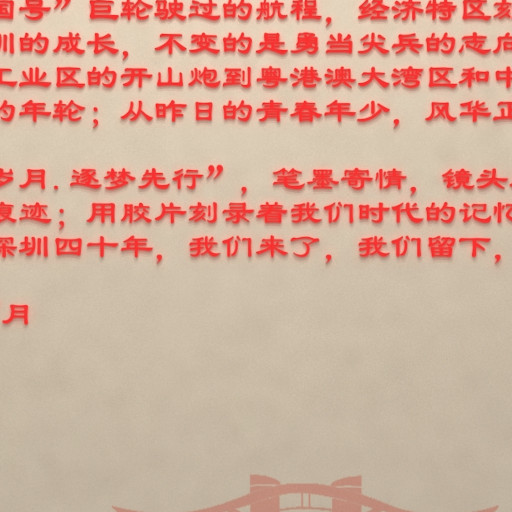 国号”巨轮驶过的航程，经济特区
圳的成长，不变的是勇当尖兵的志向
工业区的开山炮到粤港澳大湾区和中
的年轮；从昨日的青春年少，风华正
岁月.逐梦先行”，笔墨寄情，镜头
痕迹；用胶片刻录着我们时代的记忆
深圳四十年，我们来了，我们留下，
月